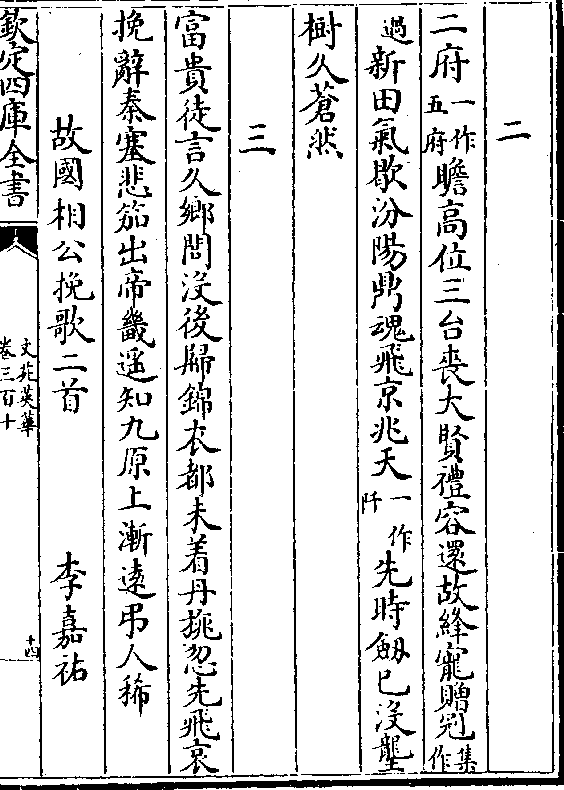 二
二府一作五府瞻高位三台喪大賢禮容還故絳寵贈冠集作
過新田氣歇汾陽鼎魂飛京兆天一作阡先時劔已沒壟
樹久蒼然
三
富貴徒言久鄉閭沒後歸錦衣都未着丹旐忽先飛哀
挽辭秦塞悲笳出帝畿遥知九原上漸遠弔人稀
故國相公挽歌二首 李嘉祐
欽定四庫全書
文苑英華
卷三百十
十四